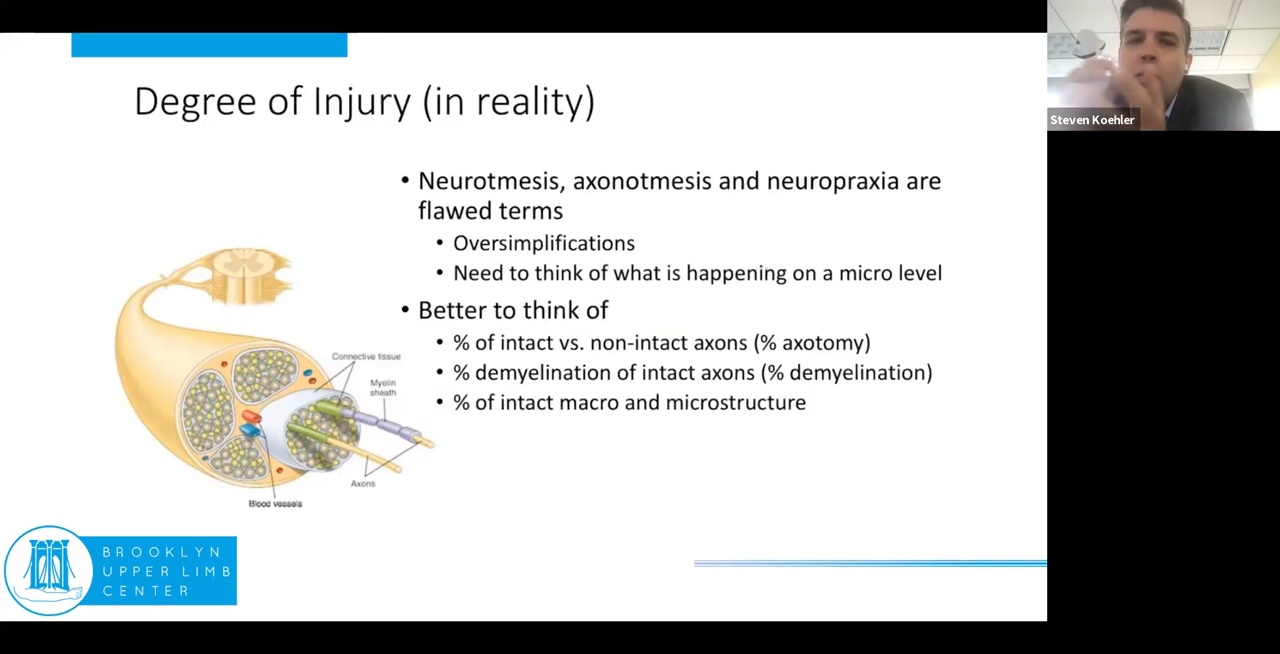 Degree of Injury (in reality)
Steven Koehler
• Neurotmesis, axonotmesis and neuropraxia are
flawed terms
• Oversimplifications
• Need to think of what is happening on a micro level
• Better to think of
• % of intact vs. non-intact axons (% axotomy)
• % demyelination of intact axons (% demyelination)
• % of intact macro and microstructure
Connective tissue
Myelin
sheath
Axons
Blood vessels
BROOKLYN
UPPER LIMB
CENTER